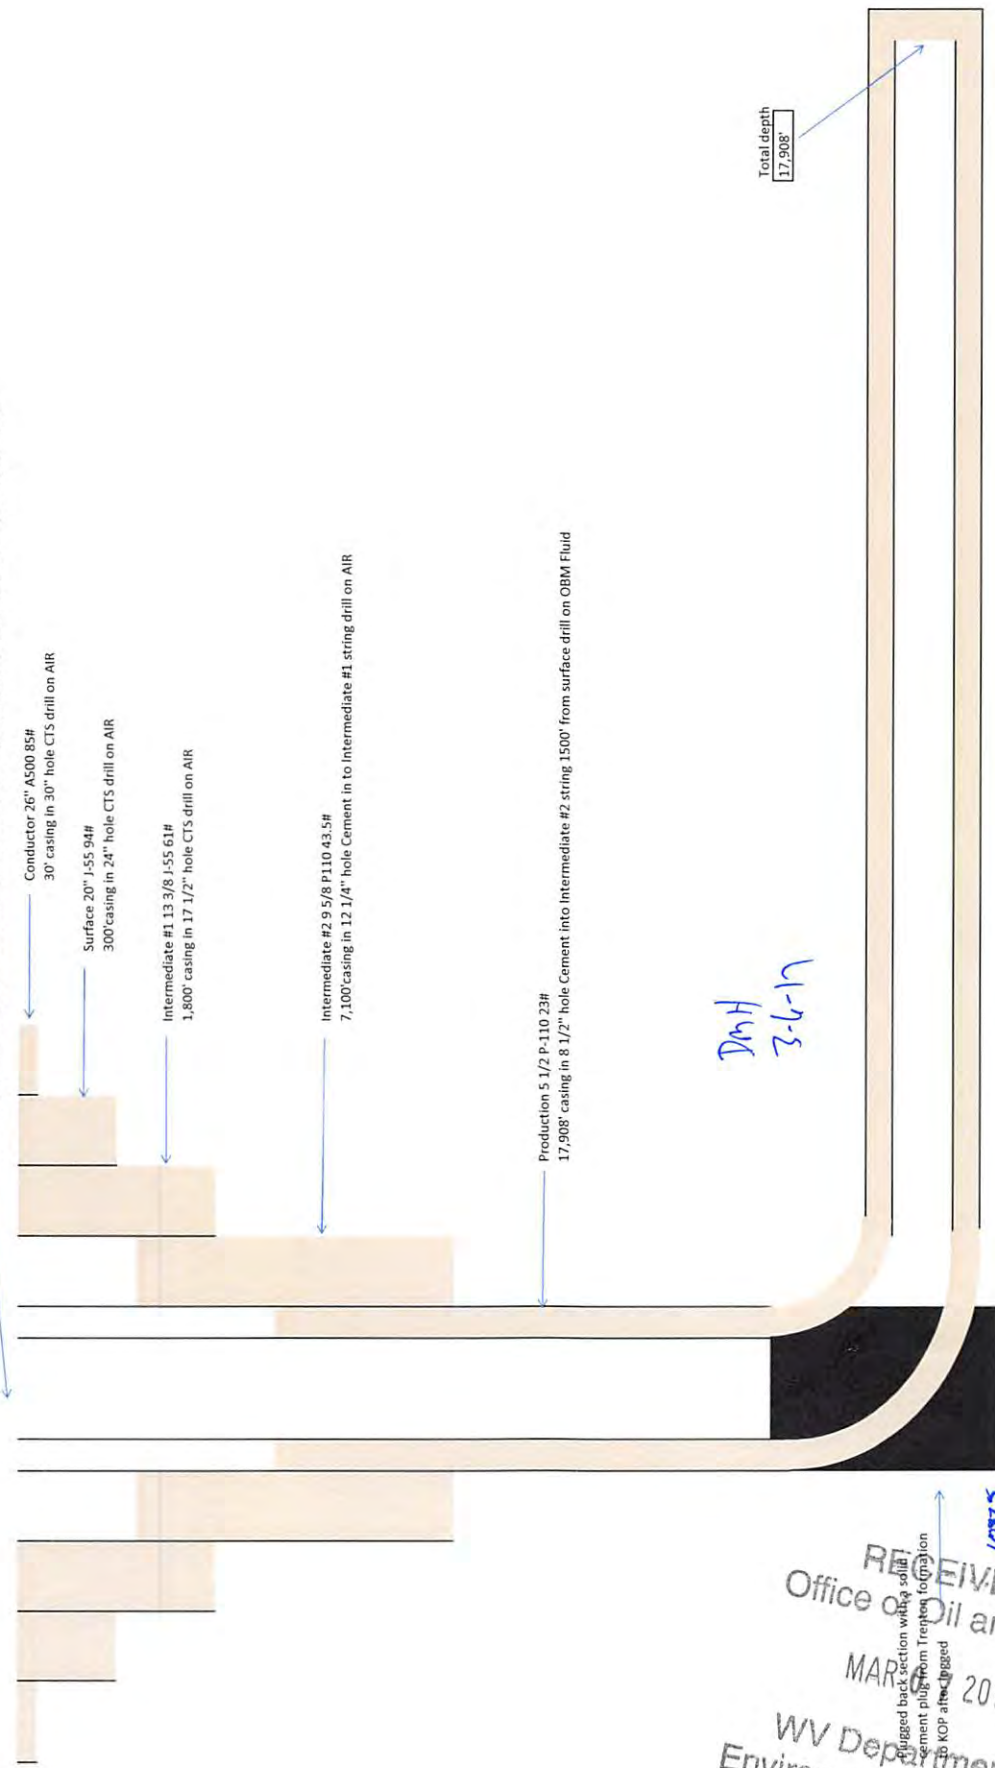 Conductor 26" A500 85#
30' casing in 30" hole CTS drill on AIR
Surface 20" J-55 94#
300'casing in 24" hole CTS drill on AIR
Intermediate #1 13 3/8 J-55 61#
1,800' casing in 17 1/2" hole CTS drill on AIR
Intermediate #2 9 5/8 P110 43.5#
7,100'casing in 12 1/4" hole Cement in to Intermediate #1 string drill on AIR
Production 5 1/2 P-110 23#
17,908' casing in 8 1/2" hole Cement into Intermediate #2 string 1500' from surface drill on OBM Fluid
Total depth
17,908'
DmH
3-6-17
Plugged back section with a solid
cement plug from Trenton formation
to KOP after logged
RECEIVE
Office of Oil an
MAR 20
WV Departmen
Enviro